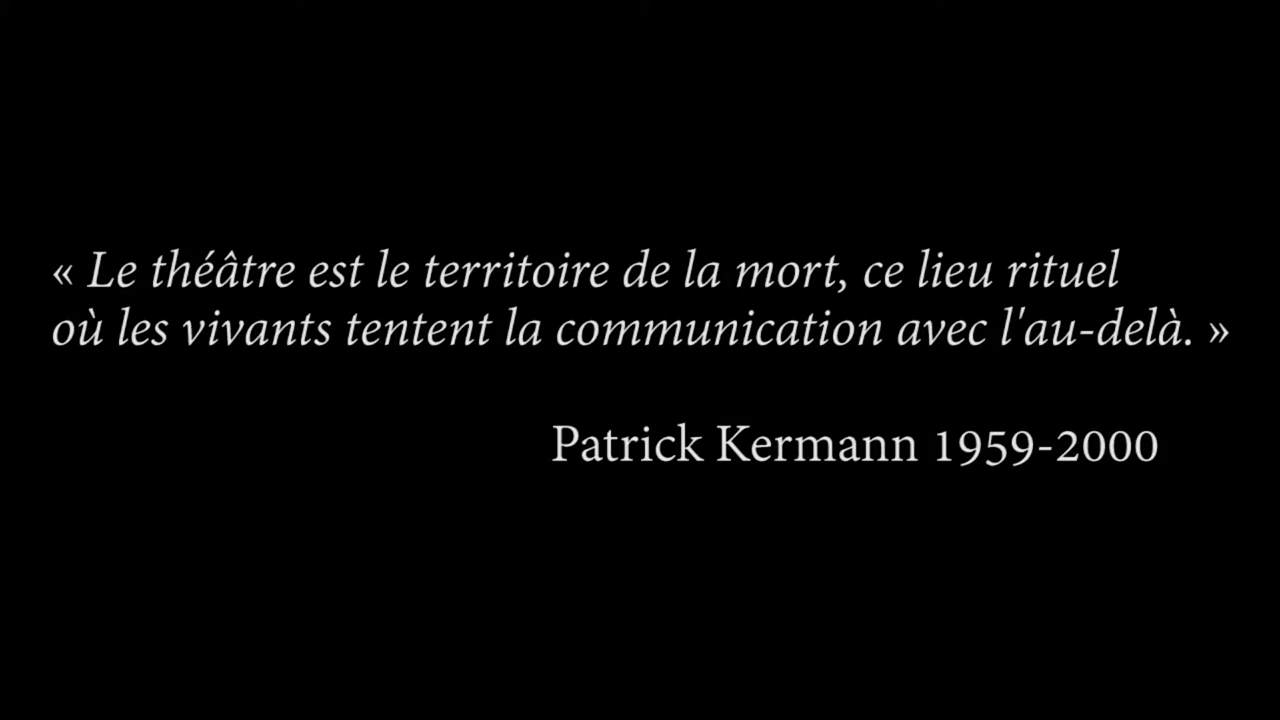 « Le théâtre est le territoire de la mort, ce lieu rituel
où les vivants tentent la communication avec l'au-delà. »
Patrick Kermann 1959-2000